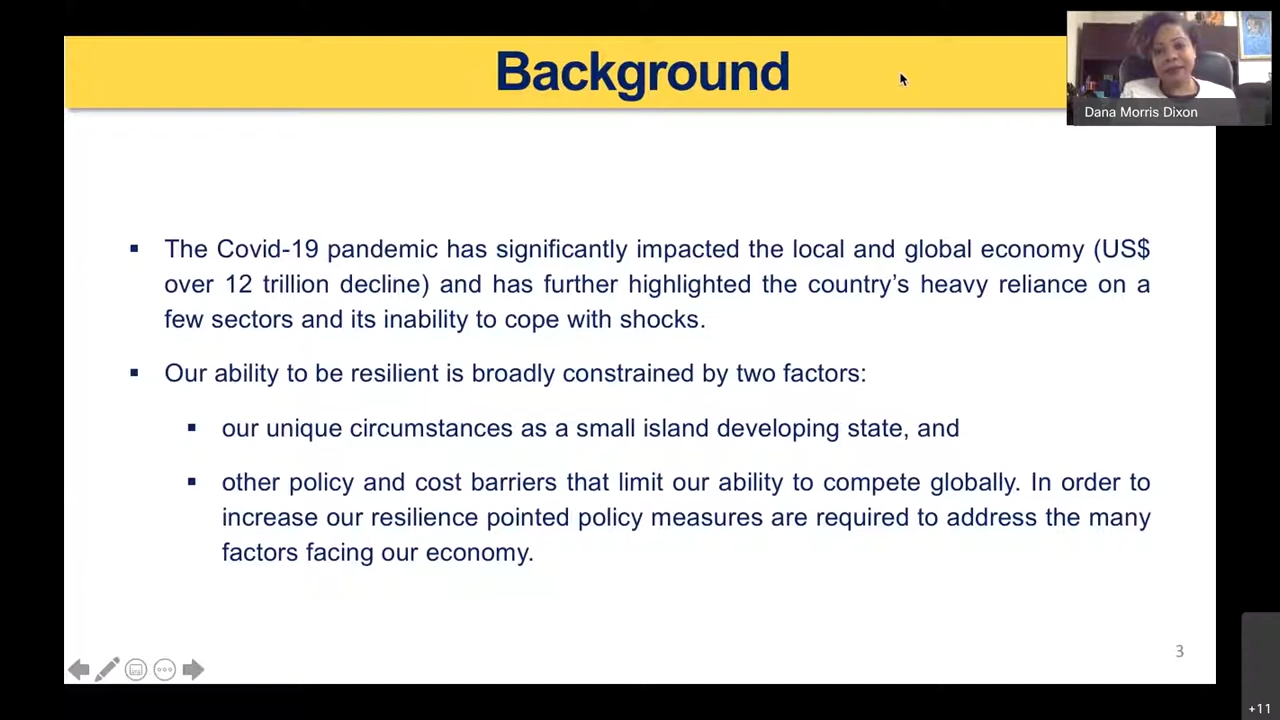 Background
Dana Morris Dixon
▪ The Covid-19 pandemic has significantly impacted the local and global economy (US$
over 12 trillion decline) and has further highlighted the country’s heavy reliance on a
few sectors and its inability to cope with shocks.
▪ Our ability to be resilient is broadly constrained by two factors:
▪ our unique circumstances as a small island developing state, and
▪ other policy and cost barriers that limit our ability to compete globally. In order to
increase our resilience pointed policy measures are required to address the many
factors facing our economy.
3
+11